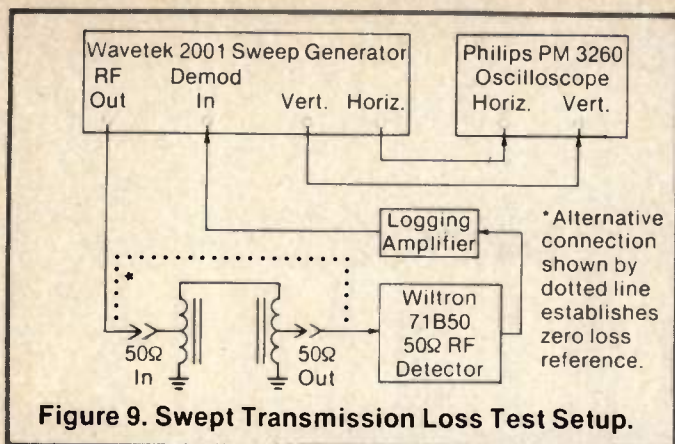 Wavetek 2001 Sweep Generator
RF Out
Demod In
Vert.
Horiz.
Philips PM 3260
Oscilloscope
Horiz.
Vert.
Logging
Amplifier
*Alternative
connection
shown by
dotted line
establishes
zero loss
reference.
*
50Ω
In
50Ω
Out
Wiltron
71B50
50Ω RF
Detector
Figure 9. Swept Transmission Loss Test Setup.